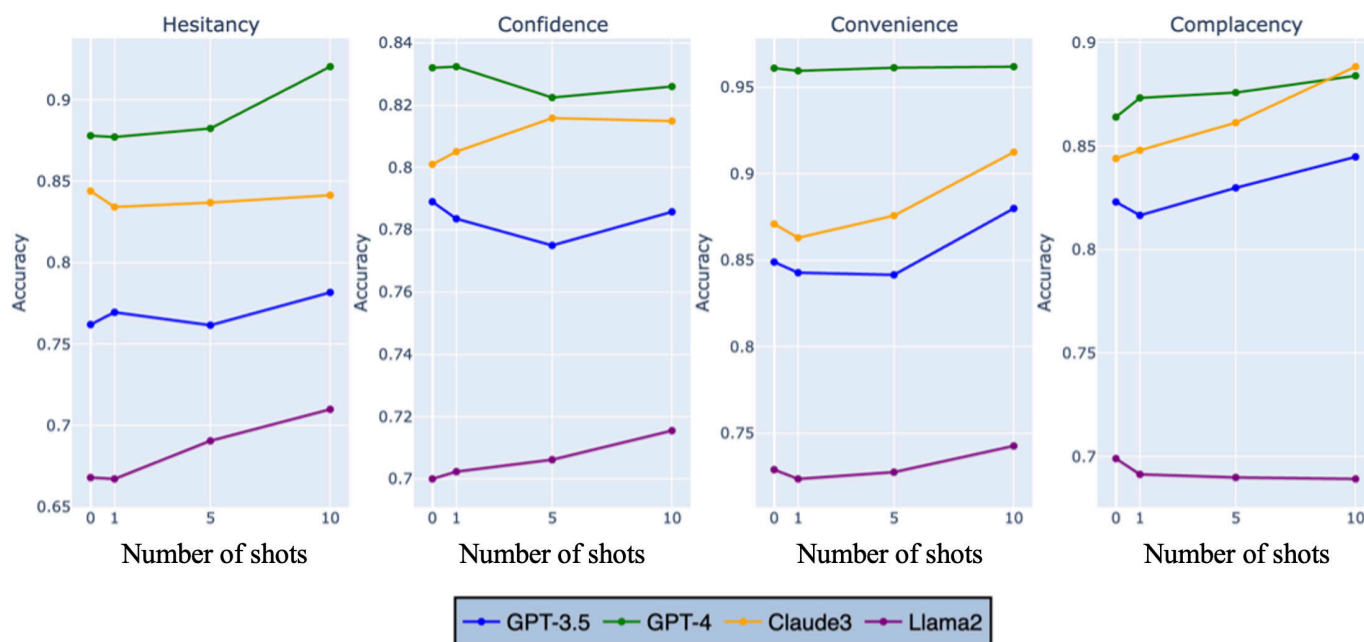 Hesitancy
Confidence
Convenience
Complacency
Accuracy
0.9
0.85
0.8
0.75
0.7
0.65
0 1 5 10
Number of shots
Accuracy
0.84
0.82
0.8
0.78
0.76
0.74
0.72
0.7
0 1 5 10
Number of shots
Accuracy
0.95
0.9
0.85
0.8
0.75
0 1 5 10
Number of shots
Accuracy
0.9
0.85
0.8
0.75
0.7
0 1 5 10
Number of shots
GPT-3.5 GPT-4 Claude3 Llama2